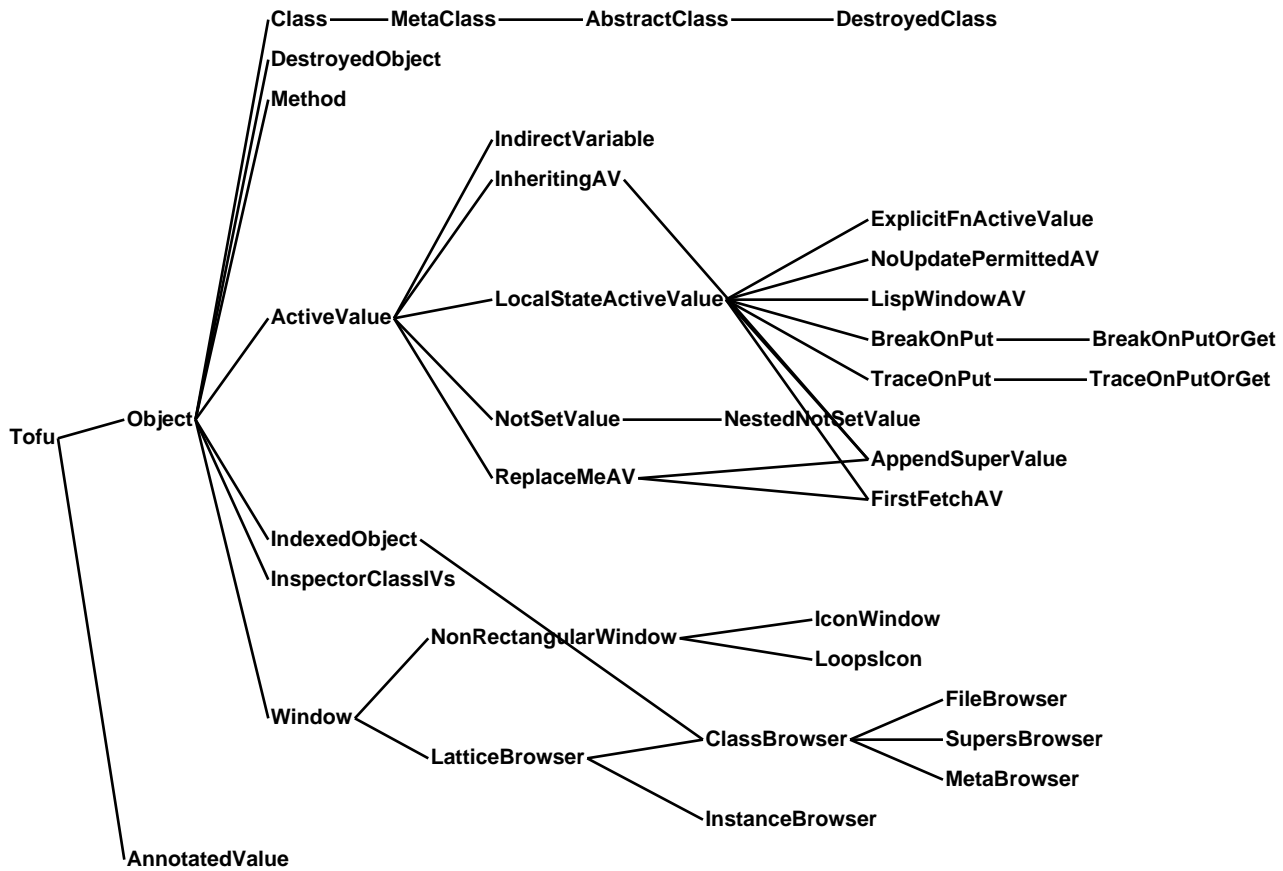 Class MetaClass AbstractClass DestroyedClass
DestroyedObject
Method
IndirectVariable
InheritingAV
ExplicitFnActiveValue
NoUpdatePermittedAV
ActiveValue LocalStateActiveValue LispWindowAV
BreakOnPut BreakOnPutOrGet
TraceOnPut TraceOnPutOrGet
Object NotSetValue NestedNotSetValue
Tofu
AppendSuperValue
ReplaceMeAV
FirstFetchAV
IndexedObject
InspectorClassIVs
IconWindow
NonRectangularWindow
LoopsIcon
FileBrowser
Window
ClassBrowser SupersBrowser
LatticeBrowser
MetaBrowser
InstanceBrowser
AnnotatedValue